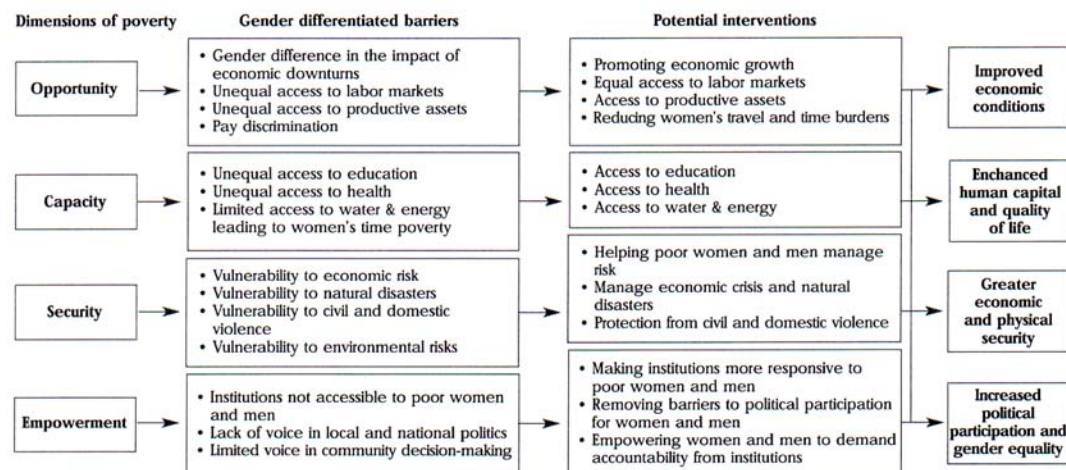 Dimensions of poverty
Gender differentiated barriers
Potential interventions
Opportunity
• Gender difference in the impact of
economic downturns
• Unequal access to labor markets
• Unequal access to productive assets
• Pay discrimination
• Promoting economic growth
• Equal access to labor markets
• Access to productive assets
• Reducing women's travel and time burdens
Improved
economic
conditions
Capacity
• Unequal access to education
• Unequal access to health
• Limited access to water & energy
leading to women's time poverty
• Access to education
• Access to health
• Access to water & energy
Enchanced
human capital
and quality
of life
Security
• Vulnerability to economic risk
• Vulnerability to natural disasters
• Vulnerability to civil and domestic
violence
• Vulnerability to environmental risks
• Helping poor women and men manage
risk
• Manage economic crisis and natural
disasters
• Protection from civil and domestic violence
Greater
economic
and physical
security
Empowerment
• Institutions not accessible to poor women
and men
• Lack of voice in local and national politics
• Limited voice in community decision-making
• Making institutions more responsive to
poor women and men
• Removing barriers to political participation
for women and men
• Empowering women and men to demand
accountability from institutions
Increased
political
participation and
gender equality